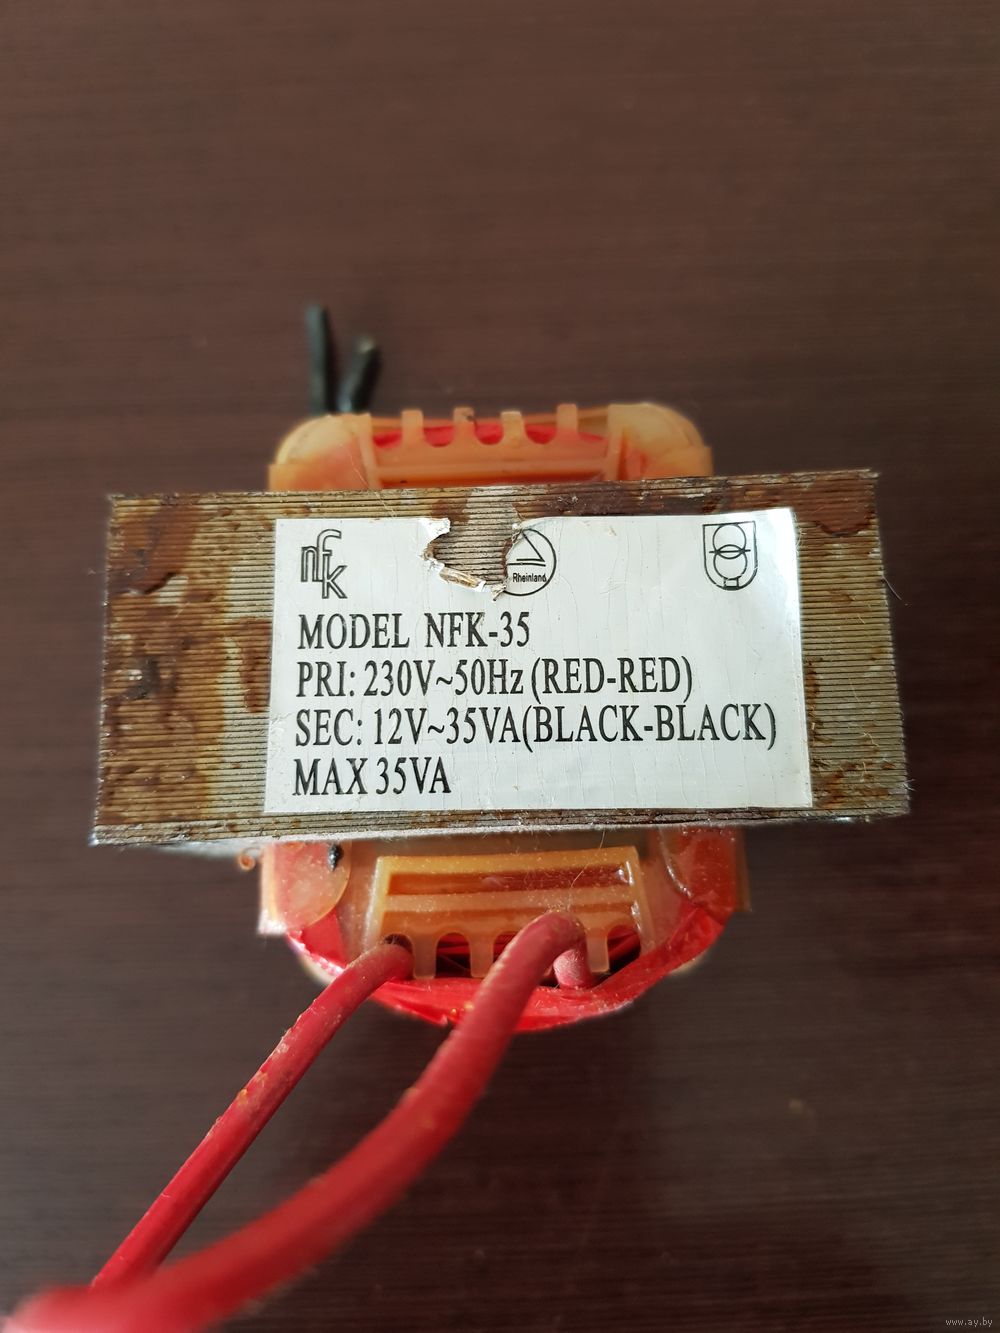 nfk
Rheinland
MODEL NFK-35
PRI: 230V~50Hz (RED-RED)
SEC: 12V~35VA(BLACK-BLACK)
MAX 35VA
www.ay.by